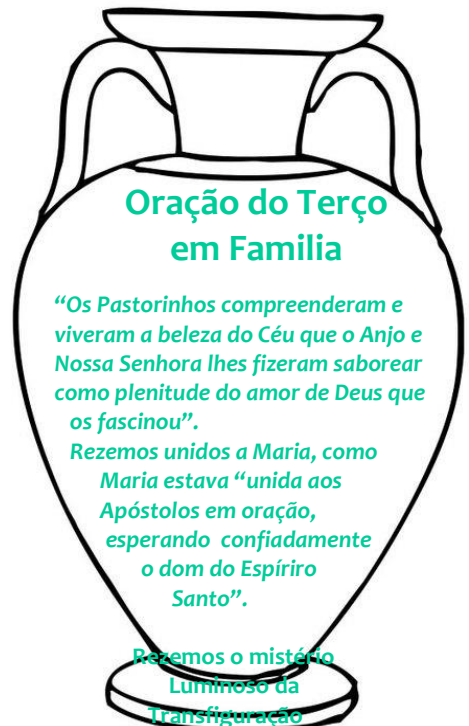 Oração do Terço
em Familia
“Os Pastorinhos compreenderam e
viveram a beleza do Céu que o Anjo e
Nossa Senhora lhes fizeram saborear
como plenitude do amor de Deus que
os fascinou”.
Rezemos unidos a Maria, como
Maria estava “unida aos
Apóstolos em oração,
esperando confiadamente
o dom do Espíriro
Santo”.
Rezemos o mistério
Luminoso da
Transfiguração